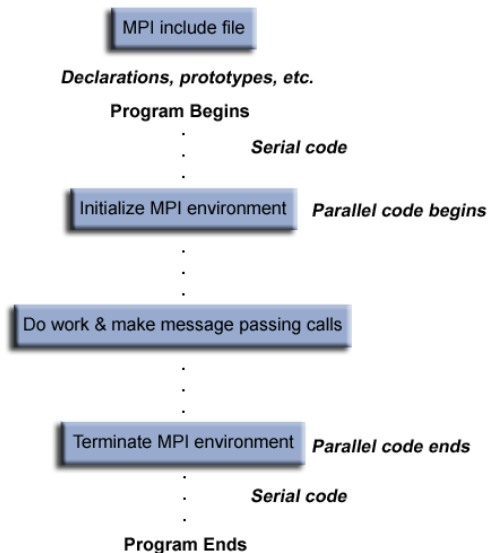 MPI include file
Declarations, prototypes, etc.
Program Begins
Serial code
Initialize MPI environment
Parallel code begins
Do work & make message passing calls
Terminate MPI environment
Parallel code ends
Serial code
Program Ends